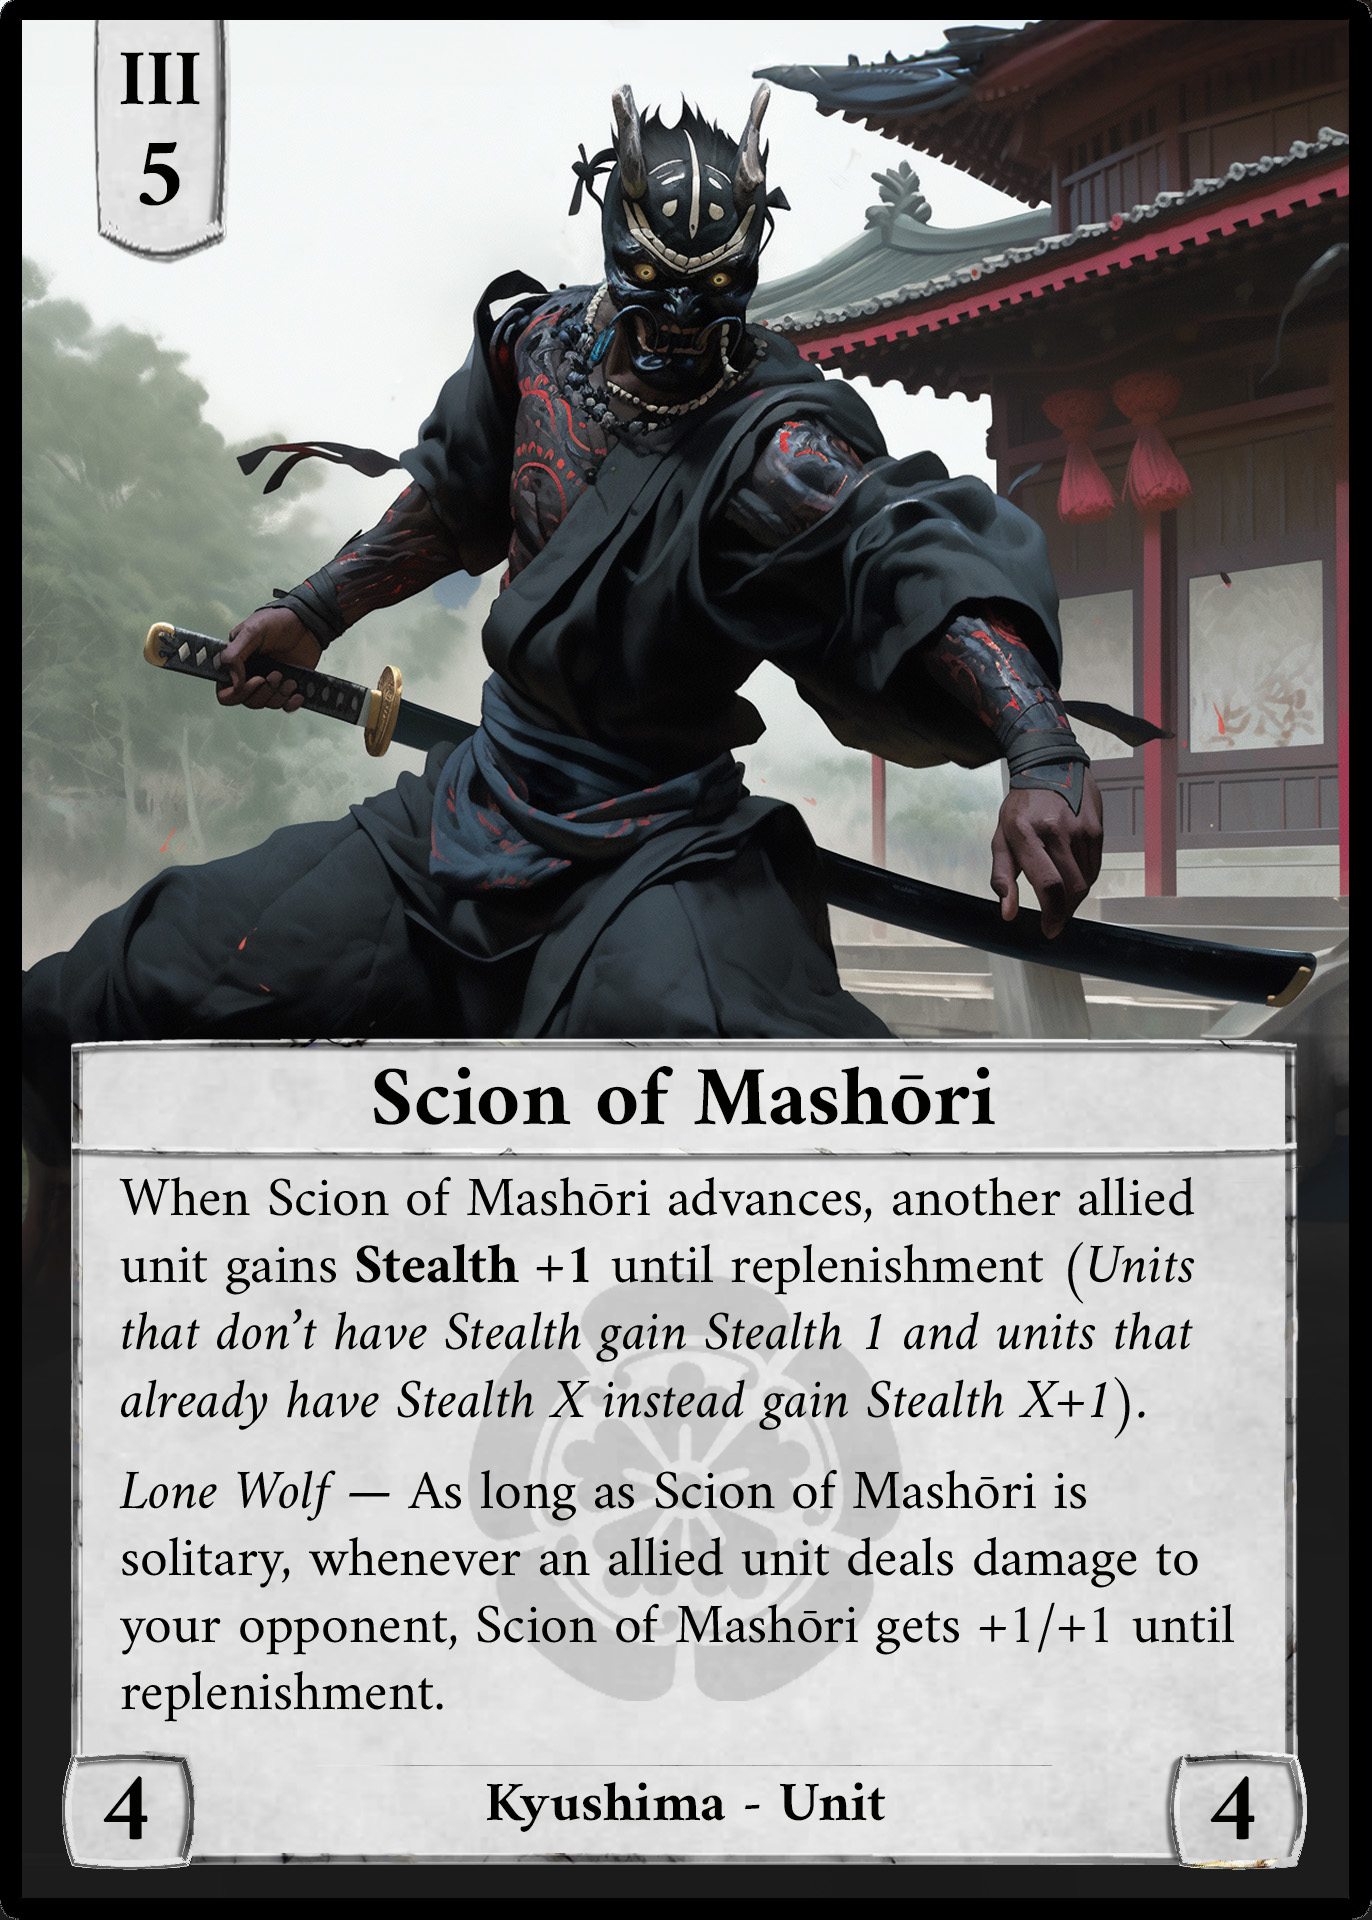 III
5
Scion of Mashōri
When Scion of Mashōri advances, another allied
unit gains Stealth +1 until replenishment (Units
that don't have Stealth gain Stealth 1 and units that
already have Stealth X instead gain Stealth X+1).
Lone Wolf — As long as Scion of Mashōri is
solitary, whenever an allied unit deals damage to
your opponent, Scion of Mashōri gets +1/+1 until
replenishment.
4
Kyushima - Unit
4